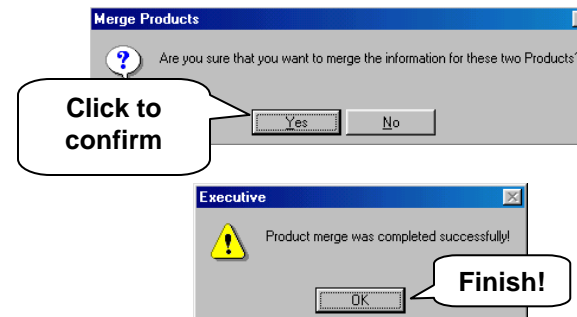 Merge Products
Are you sure that you want to merge the information for these two Products?
Click to
confirm
Yes No
Executive
Product merge was completed successfully!
OK
Finish!